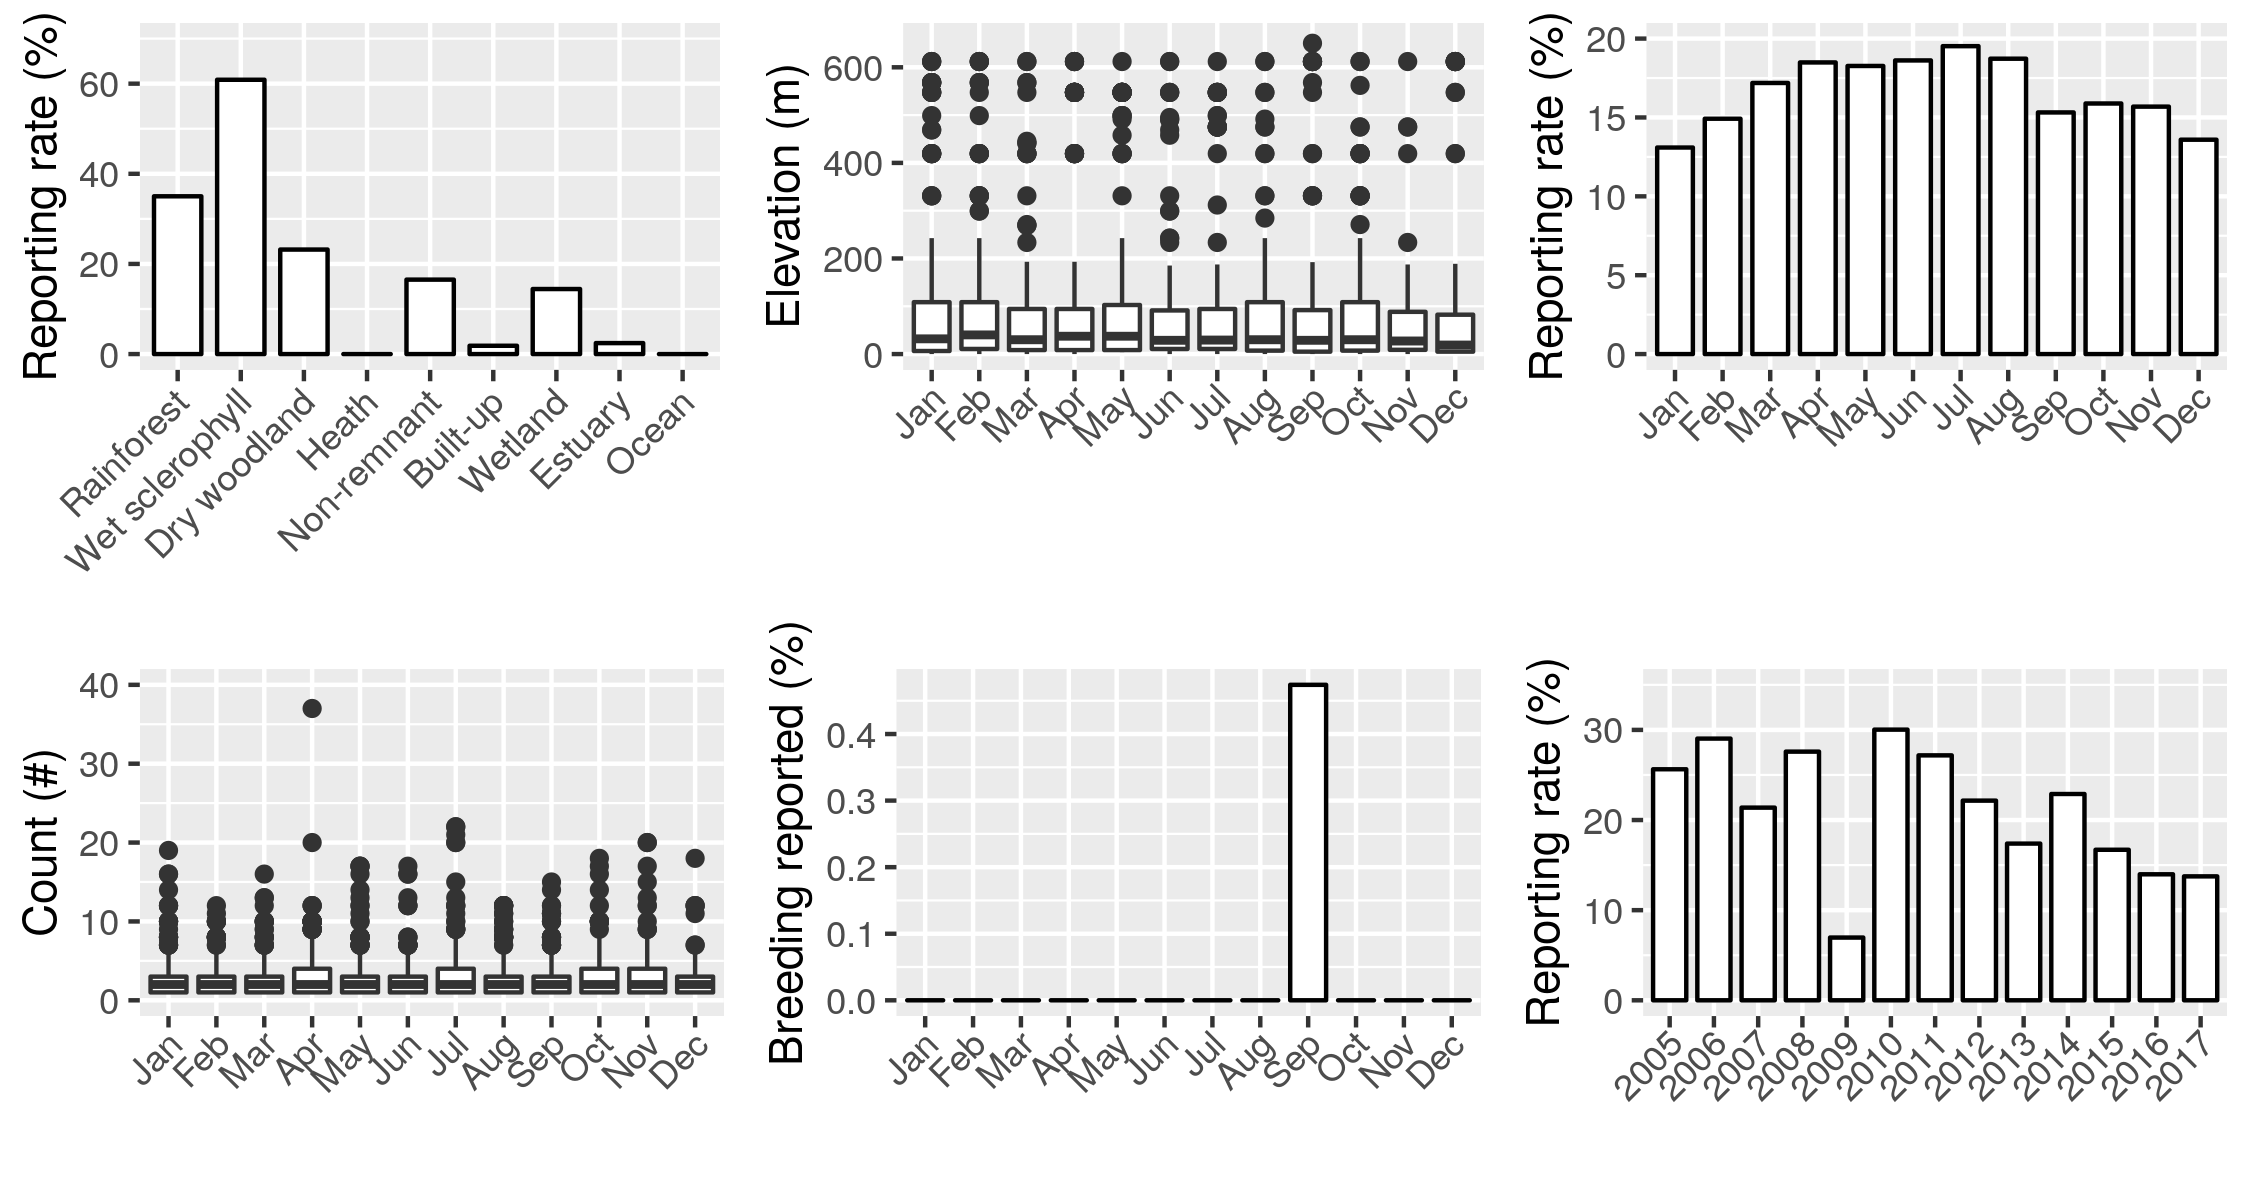 Reporting rate (%)
60
40
20
0
Rainforest
Wet sclerophyll
Dry woodland
Heath
Non-remnant
Built-up
Wetland
Estuary
Ocean
Elevation (m)
600
400
200
0
Jan
Feb
Mar
Apr
May
Jun
Jul
Aug
Sep
Oct
Nov
Dec
Reporting rate (%)
20
15
10
5
0
Jan
Feb
Mar
Apr
May
Jun
Jul
Aug
Sep
Oct
Nov
Dec
Count (#)
40
30
20
10
0
Jan
Feb
Mar
Apr
May
Jun
Jul
Aug
Sep
Oct
Nov
Dec
Breeding reported (%)
0.4
0.3
0.2
0.1
0.0
Jan
Feb
Mar
Apr
May
Jun
Jul
Aug
Sep
Oct
Nov
Dec
Reporting rate (%)
30
20
10
0
2005
2006
2007
2008
2009
2010
2011
2012
2013
2014
2015
2016
2017